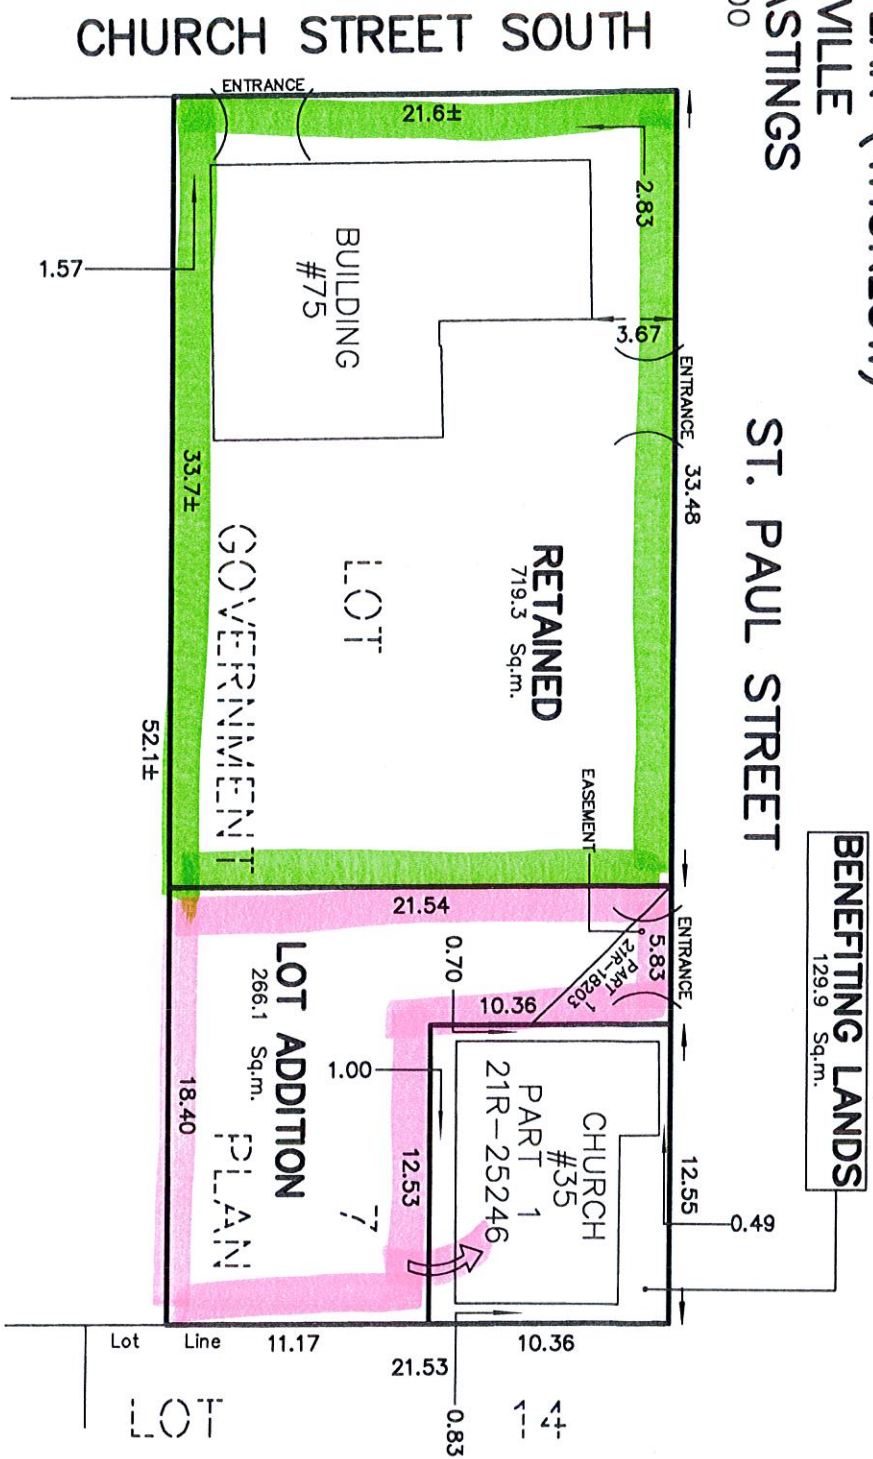 CHURCH STREET SOUTH
VILLE
ASTINGS
00
ST. PAUL STREET
BENEFITING LANDS
129.9 Sq.m.
ENTRANCE
21.6±
2.83
1.57
BUILDING
#75
3.67
ENTRANCE
33.48
33.7±
RETAINED
719.3 Sq.m.
LOT
GOVERNMENT
52.1±
EASEMENT
21.54
ENTRANCE
5.83
PART 1
21R-18203
0.70
10.36
LOT ADDITION
266.1 Sq.m.
1.00
18.40
12.53
PLAN
7
CHURCH
#35
PART 1
21R-25246
12.55
0.49
Lot Line
11.17
21.53
10.36
0.83
LOT 14